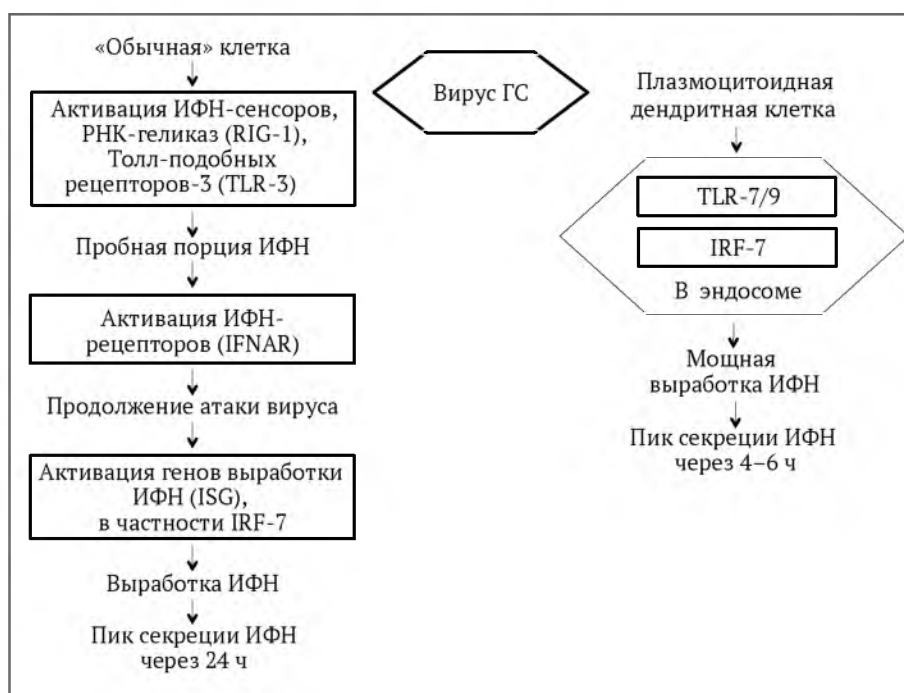 «Обычная» клетка
Активация ИФН-сенсоров,
РНК-геликаз (RIG-1),
Толл-подобных
рецепторов-3 (TLR-3)
Пробная порция ИФН
Активация ИФН-
рецепторов (IFNAR)
Продолжение атаки вируса
Активация генов выработки
ИФН (ISG),
в частности IRF-7
Выработка ИФН
Пик секреции ИФН
через 24 ч
Вирус ГС
Плазмоцитоидная
дендритная клетка
TLR-7/9
IRF-7
В эндосоме
Мощная
выработка ИФН
Пик секреции ИФН
через 4–6 ч